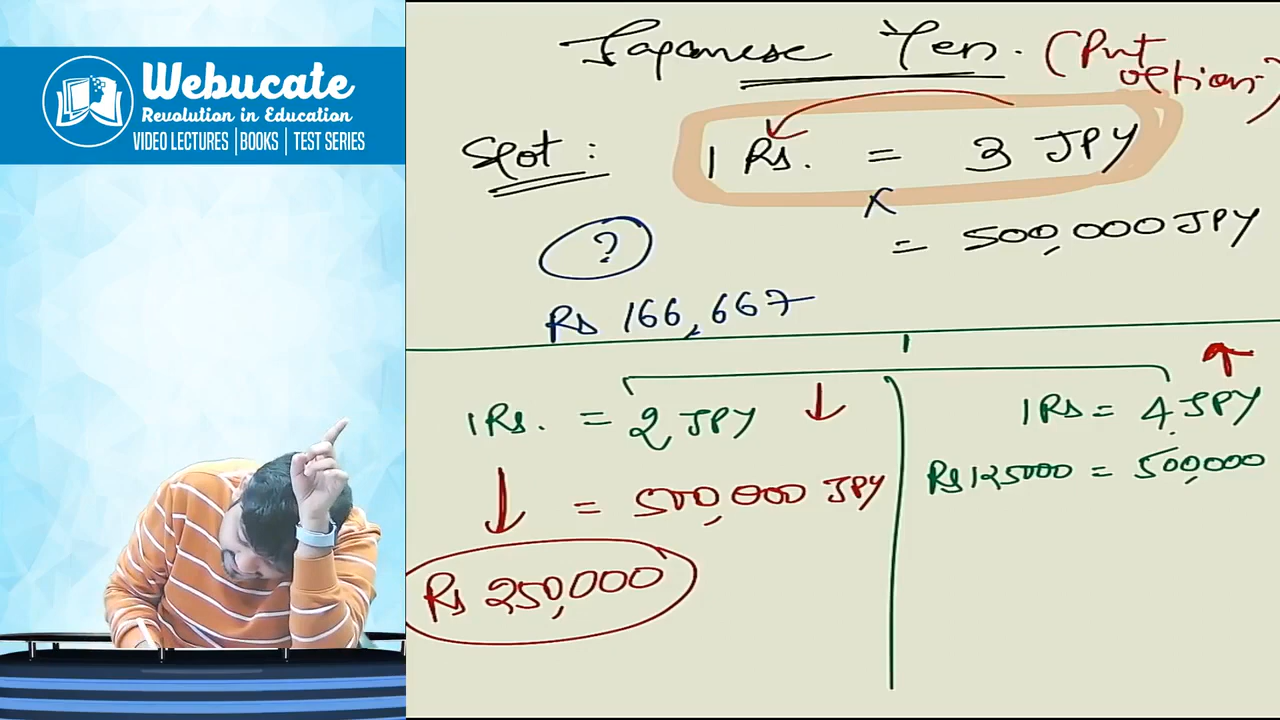 Webucate
Revolution in Education
VIDEO LECTURES | BOOKS | TEST SERIES
Japanese Yen. (Put option)
Spot : 1 Rs. = 3 JPY
x
= 500,000 JPY
?
Rs 166,667
1 Rs. = 2 JPY ↓
↓ = 500,000 JPY
Rs 250,000
↑
1 Rs = 4 JPY
Rs 125000 = 500,000